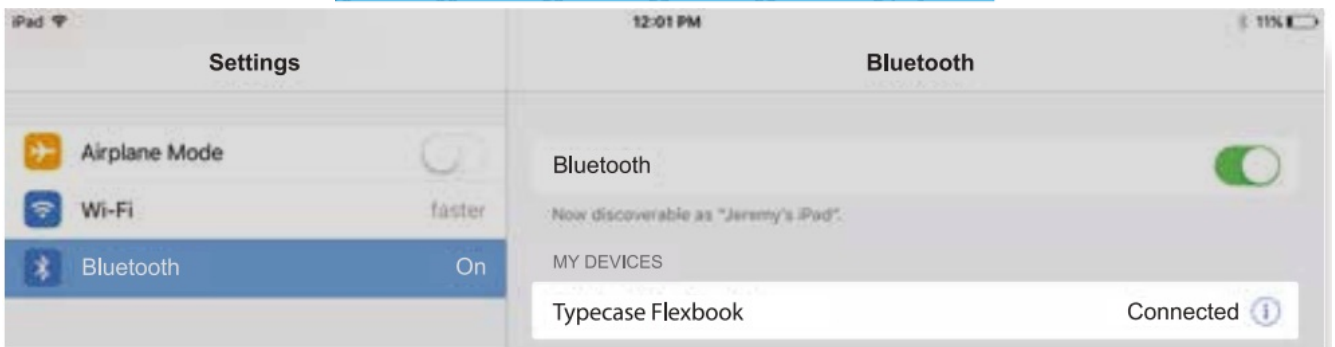 iPad 12:01 PM 11%
Settings Bluetooth
Airplane Mode
Bluetooth
Wi-Fi faster
Now discoverable as "Jeremy's iPad".
Bluetooth On
MY DEVICES
Typecase Flexbook Connected